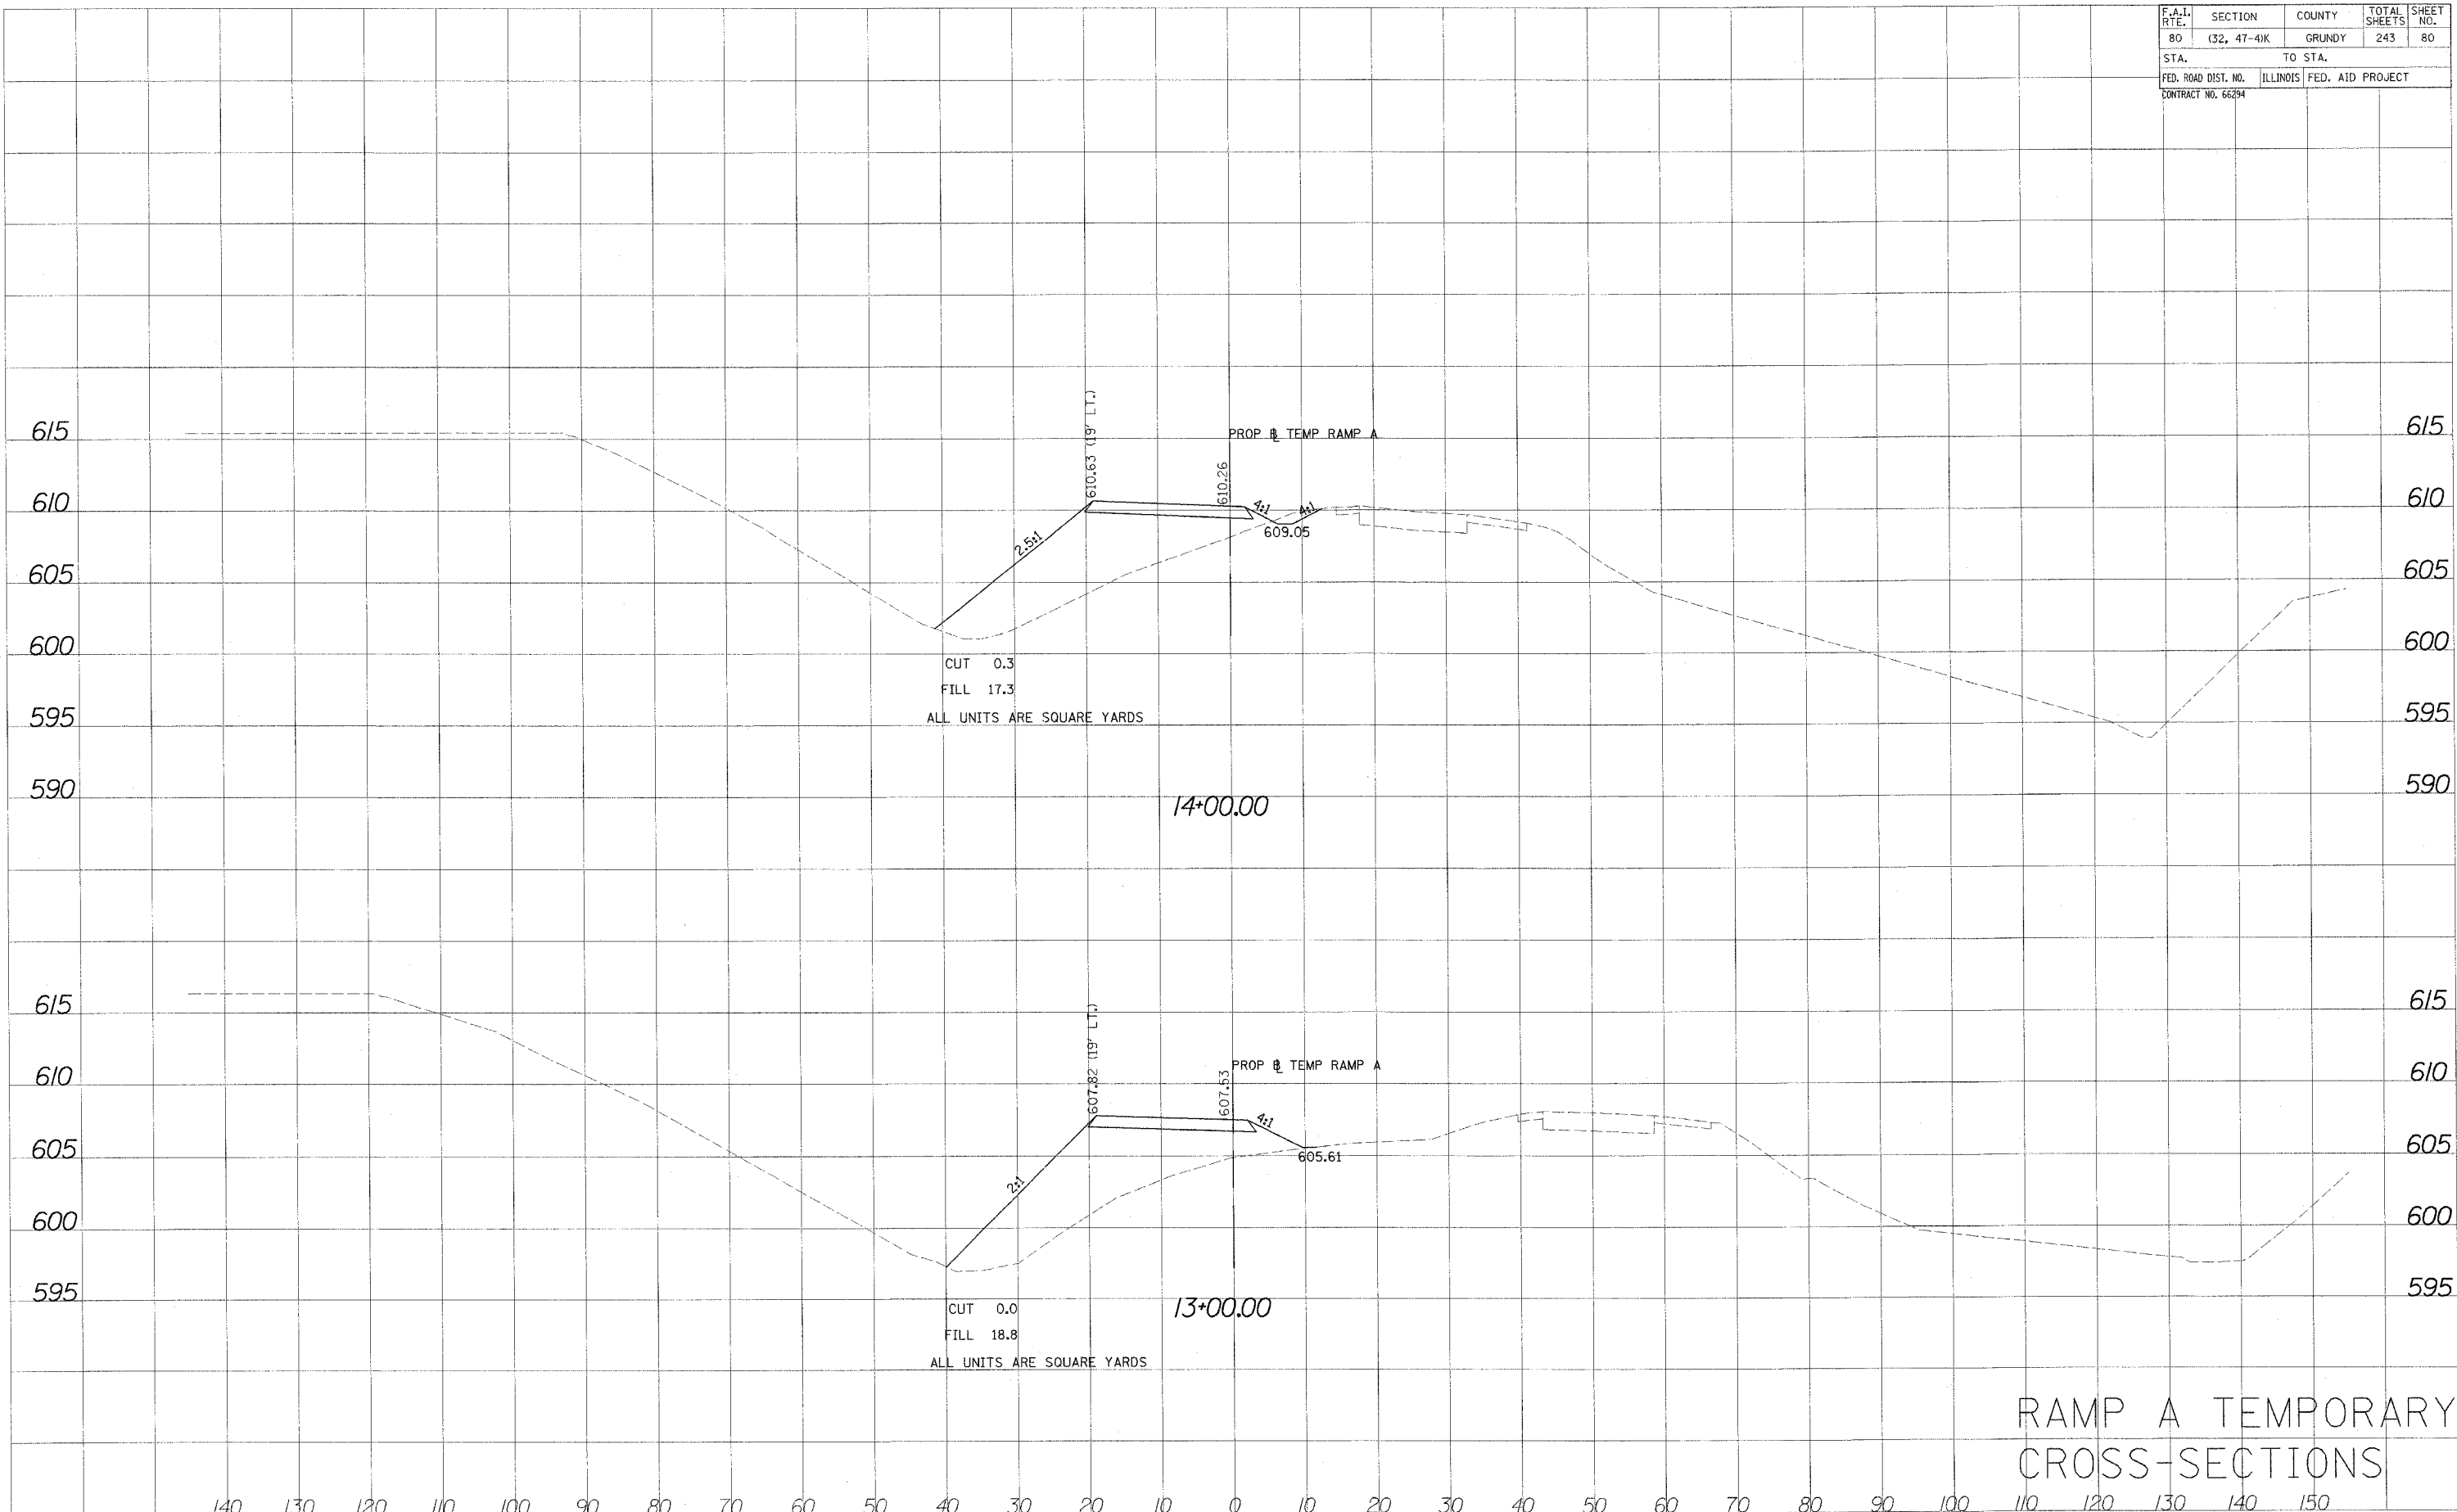 F.A.I. RTE. SECTION COUNTY TOTAL SHEETS SHEET NO.
80 (32, 47-4)K GRUNDY 243 80
STA. TO STA.
FED. ROAD DIST. NO. ILLINOIS FED. AID PROJECT
CONTRACT NO. 66294
610.63 (19' LT.)
PROP ℄ TEMP RAMP A
615 615
610.26
610 610
4:1 4:1
609.05
2.5:1
605 605
600 600
CUT 0.3
FILL 17.3
ALL UNITS ARE SQUARE YARDS
595 595
590 590
14+00.00
615 615
607.82 (19' LT.)
PROP ℄ TEMP RAMP A
610 610
607.53
4:1
605 605
605.61
2:1
600 600
595 595
CUT 0.0
13+00.00
FILL 18.8
ALL UNITS ARE SQUARE YARDS
RAMP A TEMPORARY
CROSS-SECTIONS
140 130 120 110 100 90 80 70 60 50 40 30 20 10 0 10 20 30 40 50 60 70 80 90 100 110 120 130 140 150